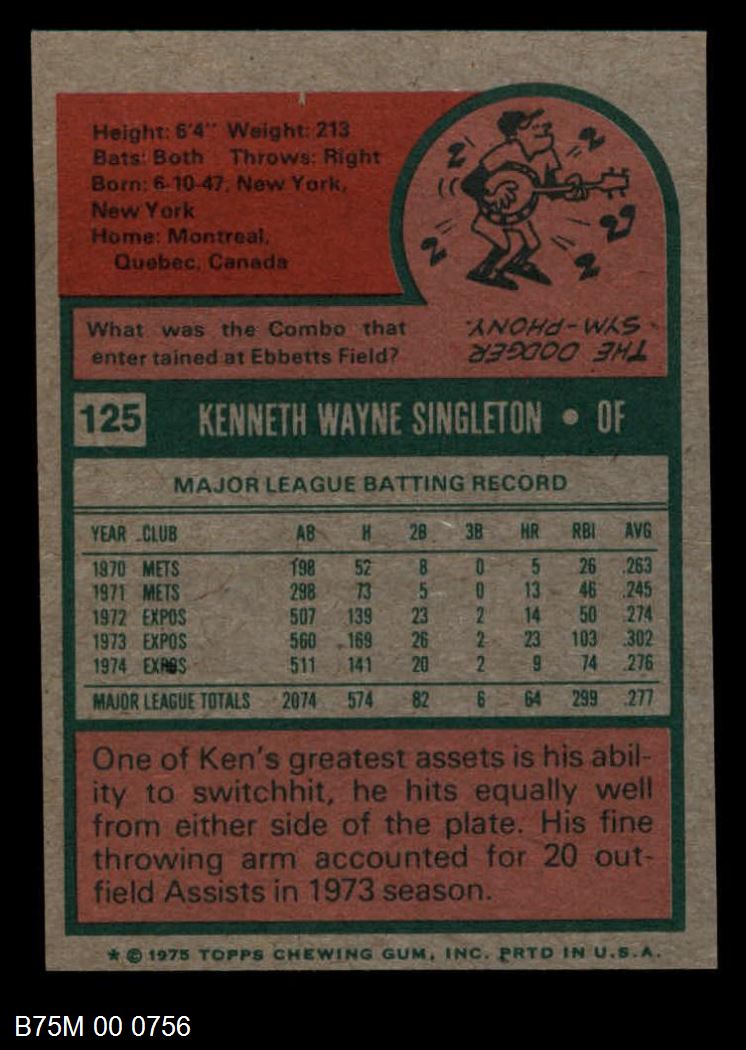 Height: 6'4" Weight: 213
Bats: Both Throws: Right
Born: 6-10-47, New York,
New York
Home: Montreal,
Quebec, Canada
2
2
2
2
2
2
What was the Combo that
entertained at Ebbetts Field?
THE DODGER
SYM-PHONY.
125 KENNETH WAYNE SINGLETON • OF
MAJOR LEAGUE BATTING RECORD
YEAR CLUB AB H 2B 3B HR RBI AVG
1970 METS 198 52 8 0 5 26 .263
1971 METS 298 73 5 0 13 46 .245
1972 EXPOS 507 139 23 2 14 50 .274
1973 EXPOS 560 169 26 2 23 103 .302
1974 EXPOS 511 141 20 2 9 74 .276
MAJOR LEAGUE TOTALS 2074 574 82 6 64 299 .277
One of Ken's greatest assets is his abil-
ity to switchhit, he hits equally well
from either side of the plate. His fine
throwing arm accounted for 20 out-
field Assists in 1973 season.
* © 1975 TOPPS CHEWING GUM, INC. PRTD IN U.S.A.
B75M 00 0756